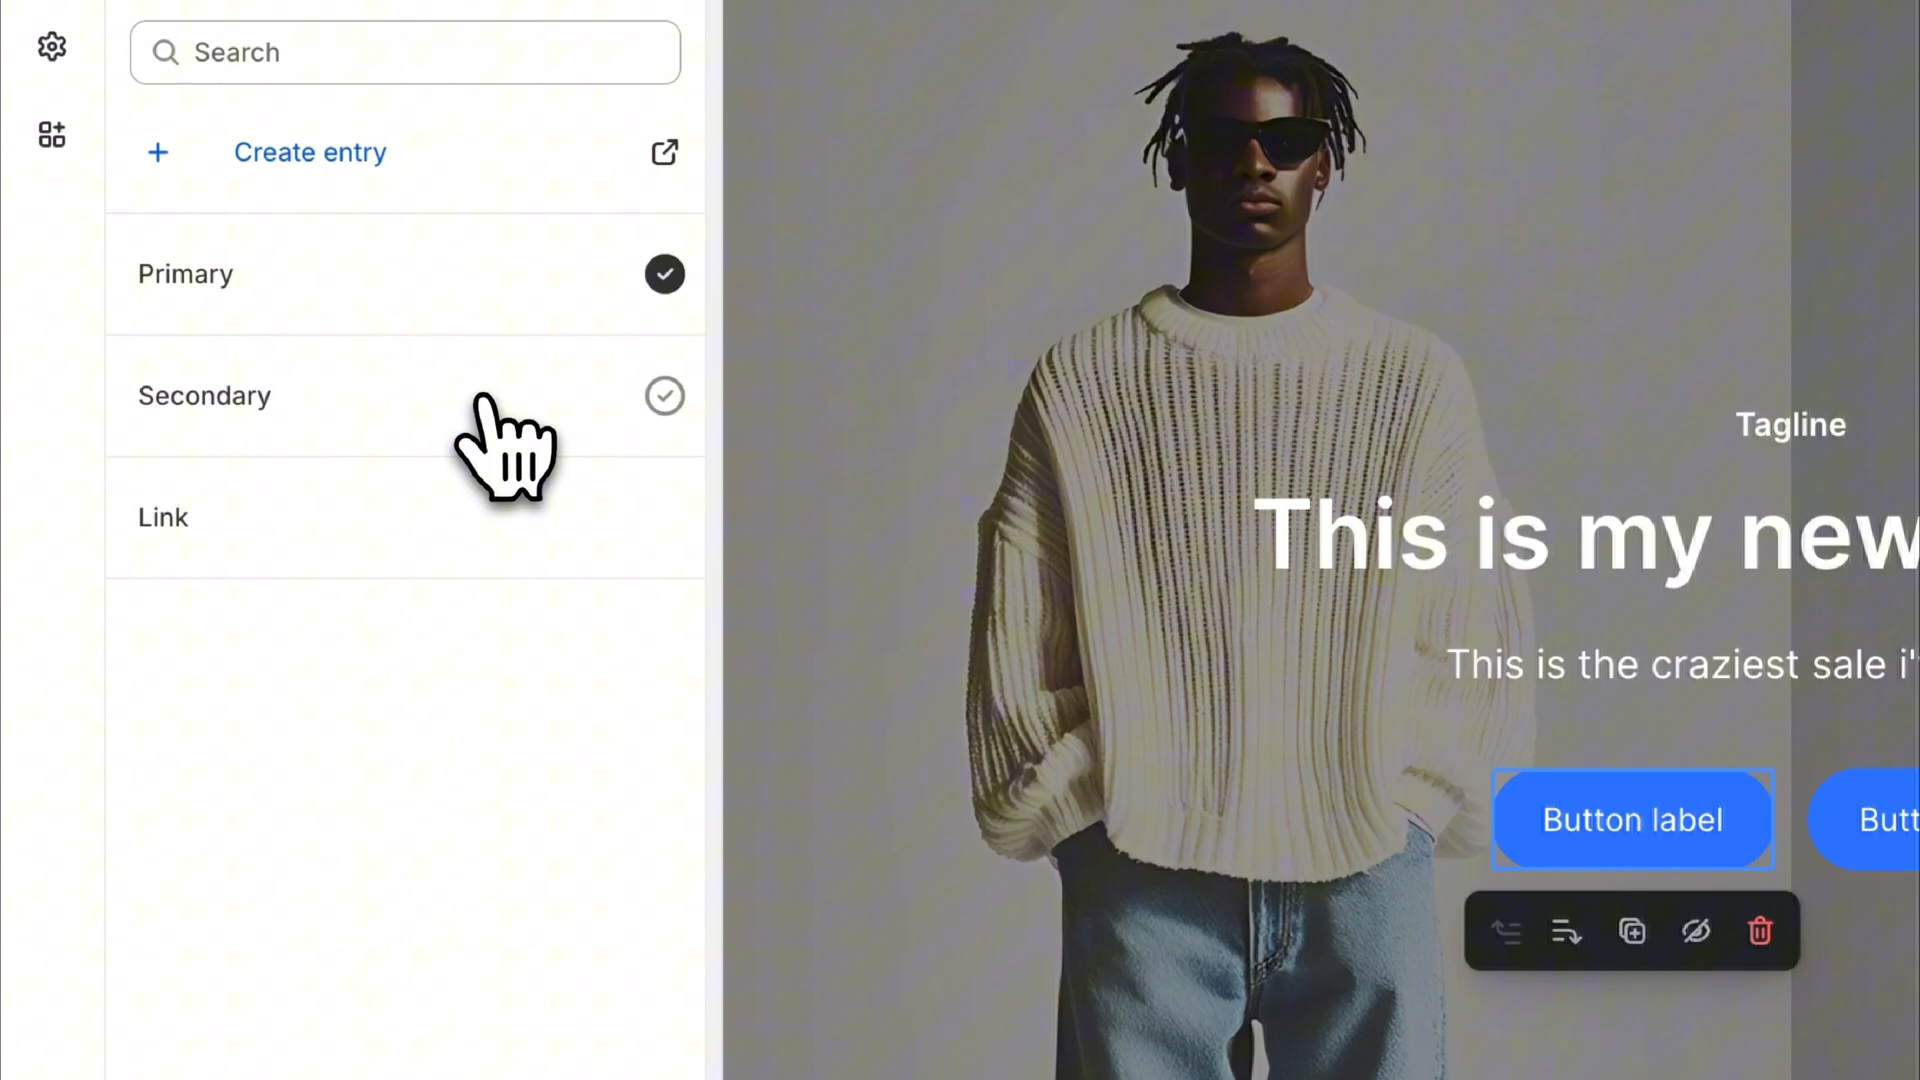 Search
Create entry
Primary
Secondary
Link
Tagline
This is my new
This is the craziest sale i'
Button label
Butt